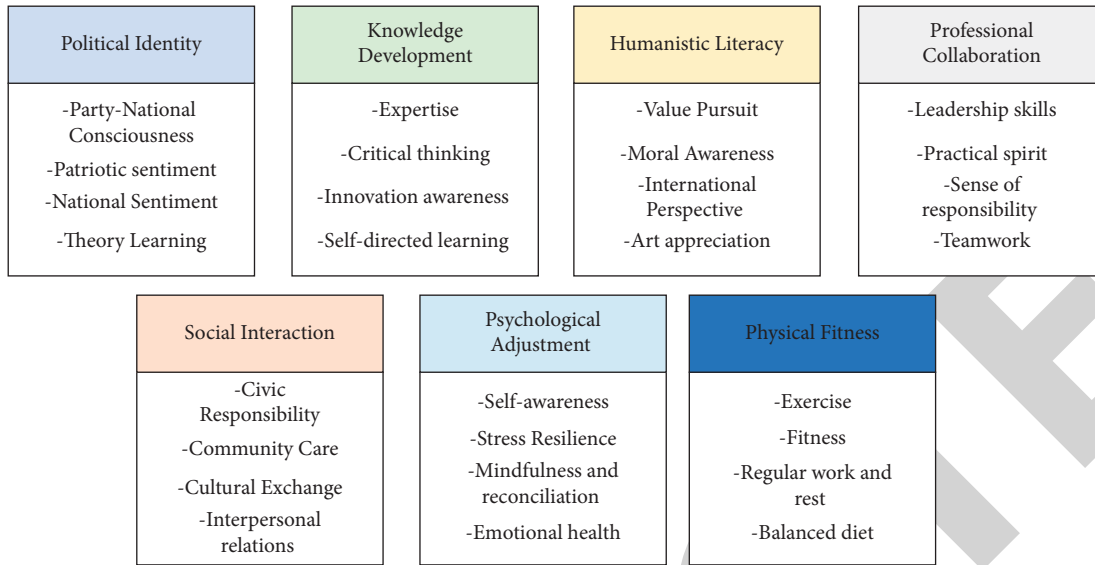 Political Identity
-Party-National
Consciousness
-Patriotic sentiment
-National Sentiment
-Theory Learning
Knowledge
Development
-Expertise
-Critical thinking
-Innovation awareness
-Self-directed learning
Humanistic Literacy
-Value Pursuit
-Moral Awareness
-International
Perspective
-Art appreciation
Professional
Collaboration
-Leadership skills
-Practical spirit
-Sense of
responsibility
-Teamwork
Social Interaction
-Civic
Responsibility
-Community Care
-Cultural Exchange
-Interpersonal
relations
Psychological
Adjustment
-Self-awareness
-Stress Resilience
-Mindfulness and
reconciliation
-Emotional health
Physical Fitness
-Exercise
-Fitness
-Regular work and
rest
-Balanced diet